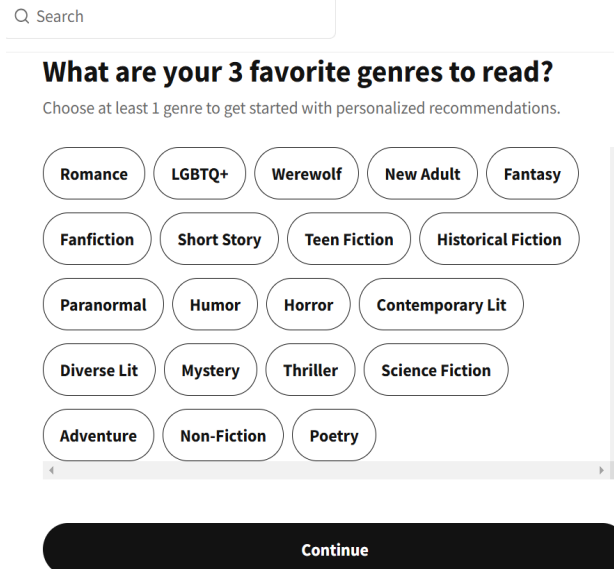 Search
What are your 3 favorite genres to read?
Choose at least 1 genre to get started with personalized recommendations.
Romance LGBTQ+ Werewolf New Adult Fantasy
Fanfiction Short Story Teen Fiction Historical Fiction
Paranormal Humor Horror Contemporary Lit
Diverse Lit Mystery Thriller Science Fiction
Adventure Non-Fiction Poetry
Continue